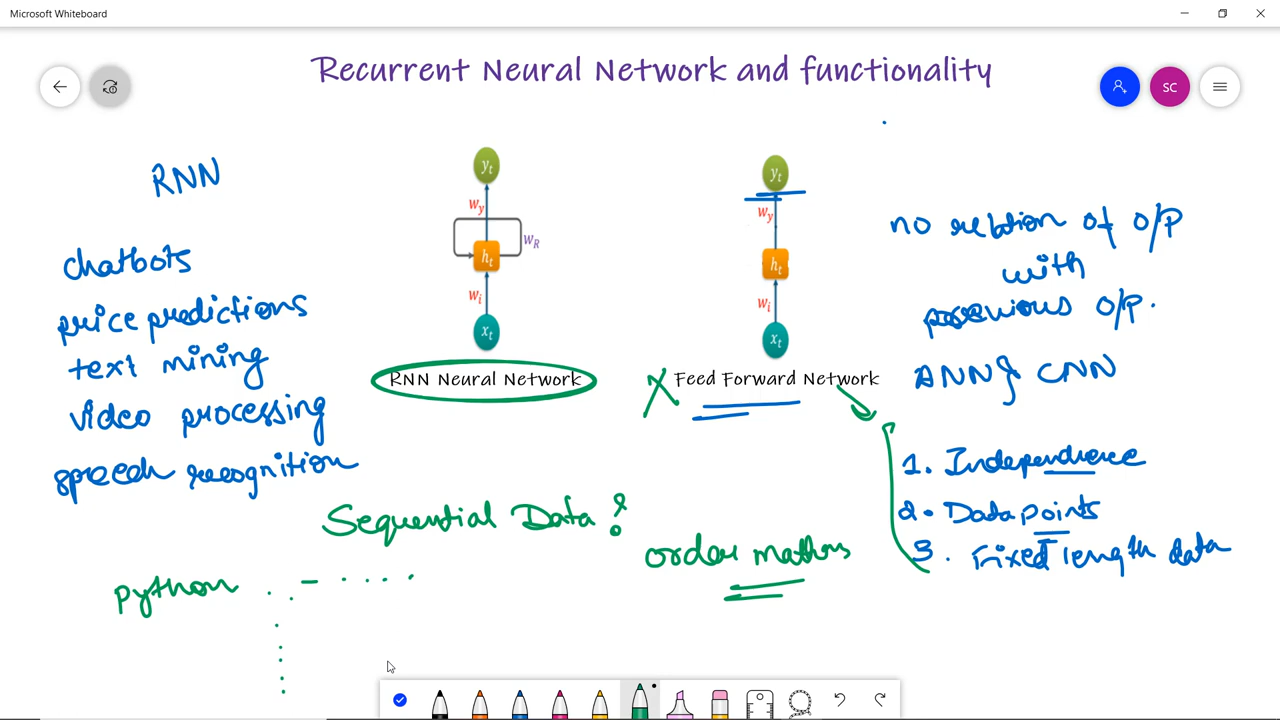 Microsoft Whiteboard
Recurrent Neural Network and functionality
SC
RNN
chatbots
price predictions
text mining
video processing
speech recognition
yt
wy
wR
ht
wi
xt
RNN Neural Network
yt
wy
ht
wi
xt
Feed Forward Network
no relation of O/P
with
previous O/P.
ANN & CNN
1. Independence
2. Data points
3. Fixed length data
Sequential Data :
order matters
python